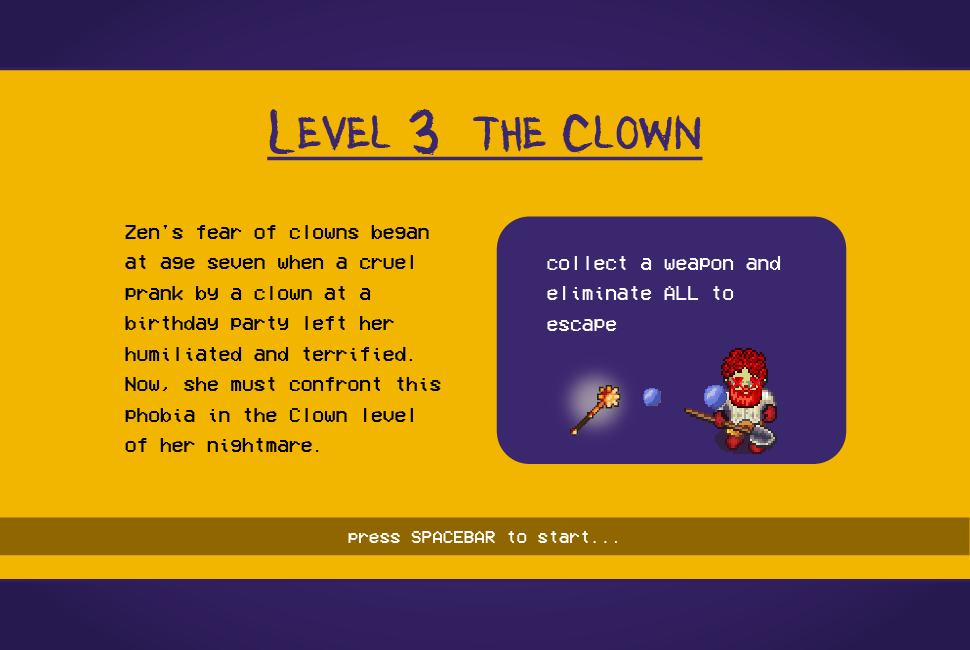 Level 3 the Clown
Zen's fear of clowns began
at age seven when a cruel
prank by a clown at a
birthday party left her
humiliated and terrified.
Now, she must confront this
phobia in the Clown level
of her nightmare.
collect a weapon and
eliminate ALL to
escape
press SPACEBAR to start...